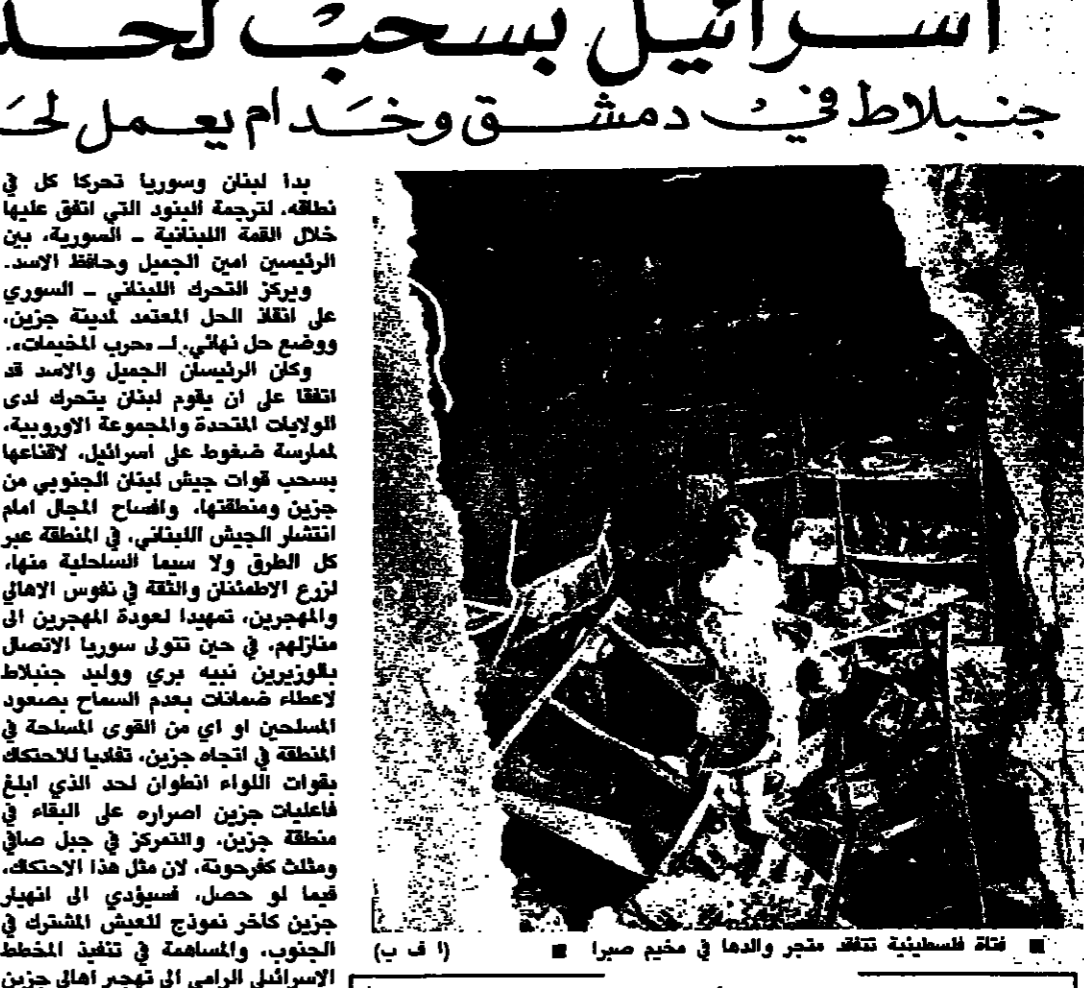 اسرائيل بسحب لحد
جنبلاط في دمشق وخدام يعمل لح
بدا لبنان وسوريا تحركا كل في
نطاقه، لترجمة البنود التي اتفق عليها
خلال القمة اللبنانية ــ السورية، بين
الرئيسين امين الجميل وحافظ الاسد.
ويركز التحرك اللبناني ــ السوري
على انقاذ الحل المعتمد لمدينة جزين،
ووضع حل نهائي، لــ «حرب المخيمات».
وكان الرئيسان الجميل والاسد قد
اتفقا على ان يقوم لبنان بتحرك لدى
الولايات المتحدة والمجموعة الاوروبية،
لممارسة ضغوط على اسرائيل، لاقناعها
بسحب قوات جيش لبنان الجنوبي من
جزين ومنطقتها، وافساح المجال امام
انتشار الجيش اللبناني، في المنطقة عبر
كل الطرق ولا سيما الساحلية منها،
لزرع الاطمئنان والثقة في نفوس الاهالي
والمهجرين، تمهيدا لعودة المهجرين الى
منازلهم، في حين تتولى سوريا الاتصال
بالوزيرين نبيه بري ووليد جنبلاط
لاعطاء ضمانات بعدم السماح بصعود
المسلحين او اي من القوى المسلحة في
المنطقة في اتجاه جزين، تفاديا للاحتكاك
بقوات اللواء انطوان لحد الذي ابلغ
فاعليات جزين اصراره على البقاء في
منطقة جزين، والتمركز في جبل صافي
ومثلث كفرحونة، لان مثل هذا الاحتكاك،
فيما لو حصل، فسيؤدي الى انهيار
جزين كآخر نموذج للعيش المشترك في
الجنوب، والمساهمة في تنفيذ المخطط
الاسرائيلي الرامي الى تهجير اهالي جزين
■ فتاة فلسطينية تتفقد متجر والدها في مخيم صبرا ■ (ا ف ب)